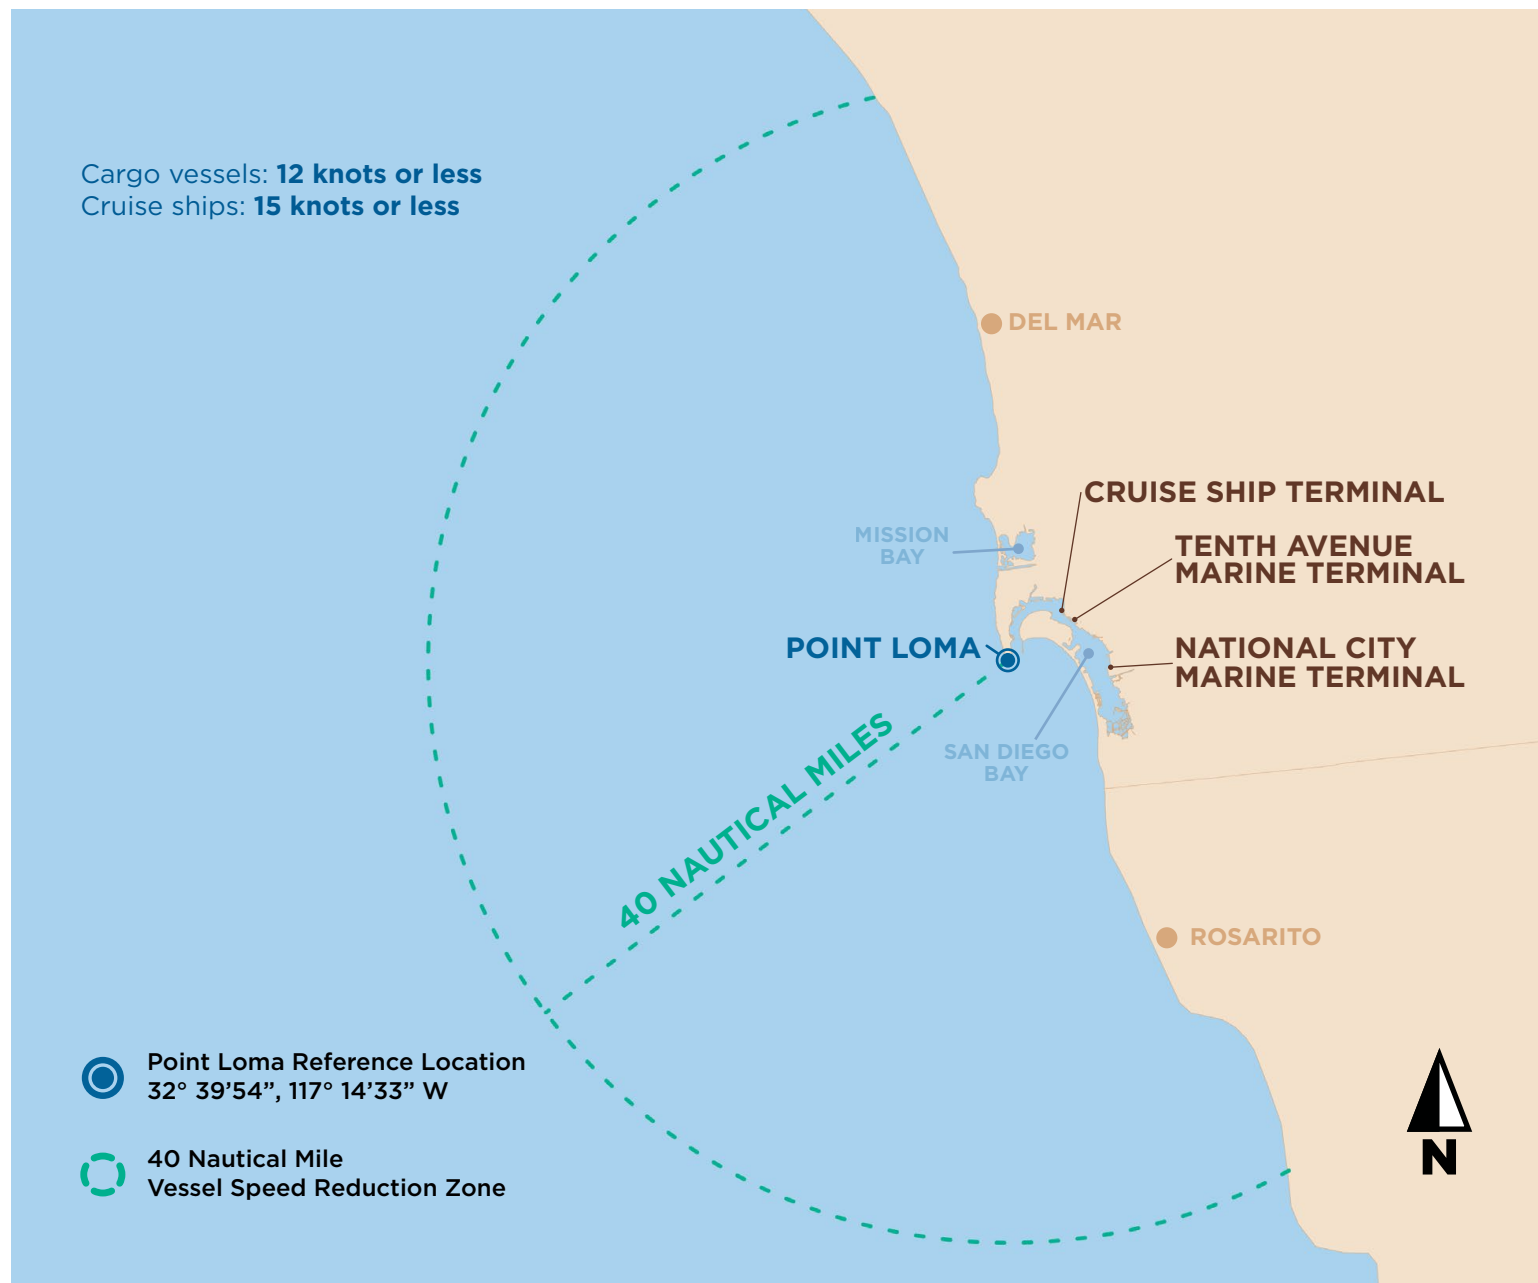 Cargo vessels: 12 knots or less
Cruise ships: 15 knots or less
DEL MAR
CRUISE SHIP TERMINAL
MISSION
BAY
TENTH AVENUE
MARINE TERMINAL
POINT LOMA
NATIONAL CITY
MARINE TERMINAL
SAN DIEGO
BAY
40 NAUTICAL MILES
ROSARITO
Point Loma Reference Location
32° 39’54”, 117° 14’33” W
40 Nautical Mile
Vessel Speed Reduction Zone
N